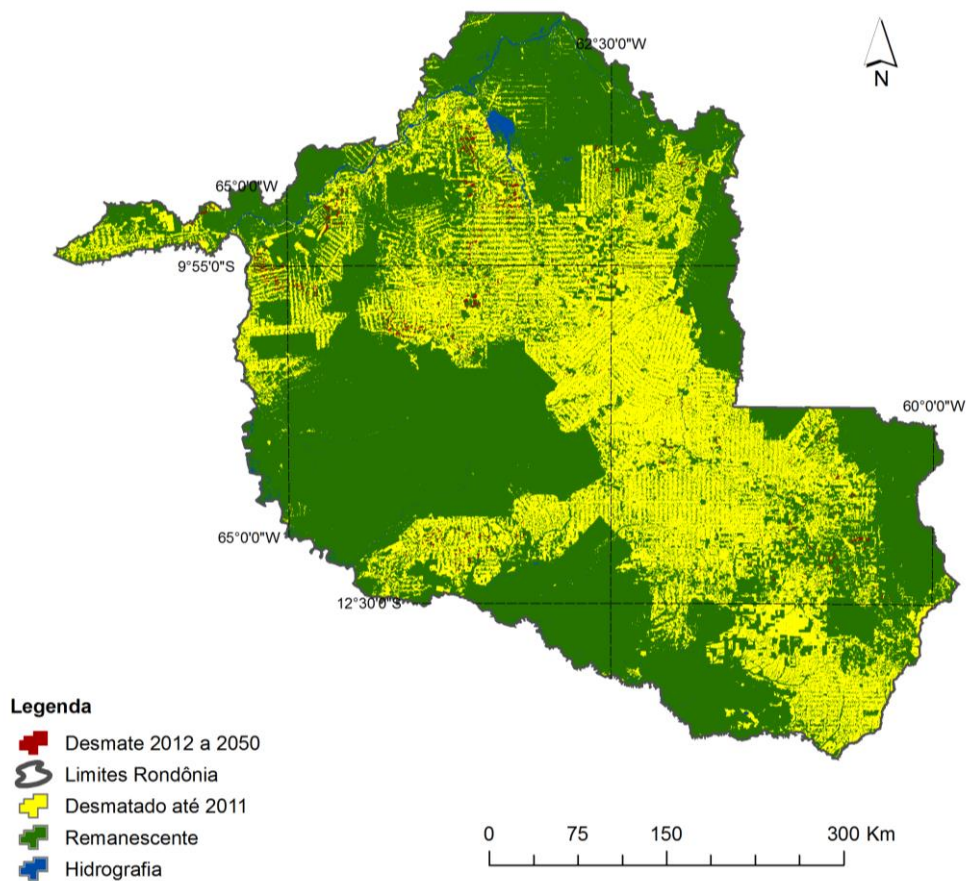 62°30'0"W
N
65°0'0"W
9°55'0"S
60°0'0"W
65°0'0"W
12°30'0"S
Legenda
Desmate 2012 a 2050
Limites Rondônia
Desmatado até 2011
Remanescente
Hidrografia
0 75 150 300 Km